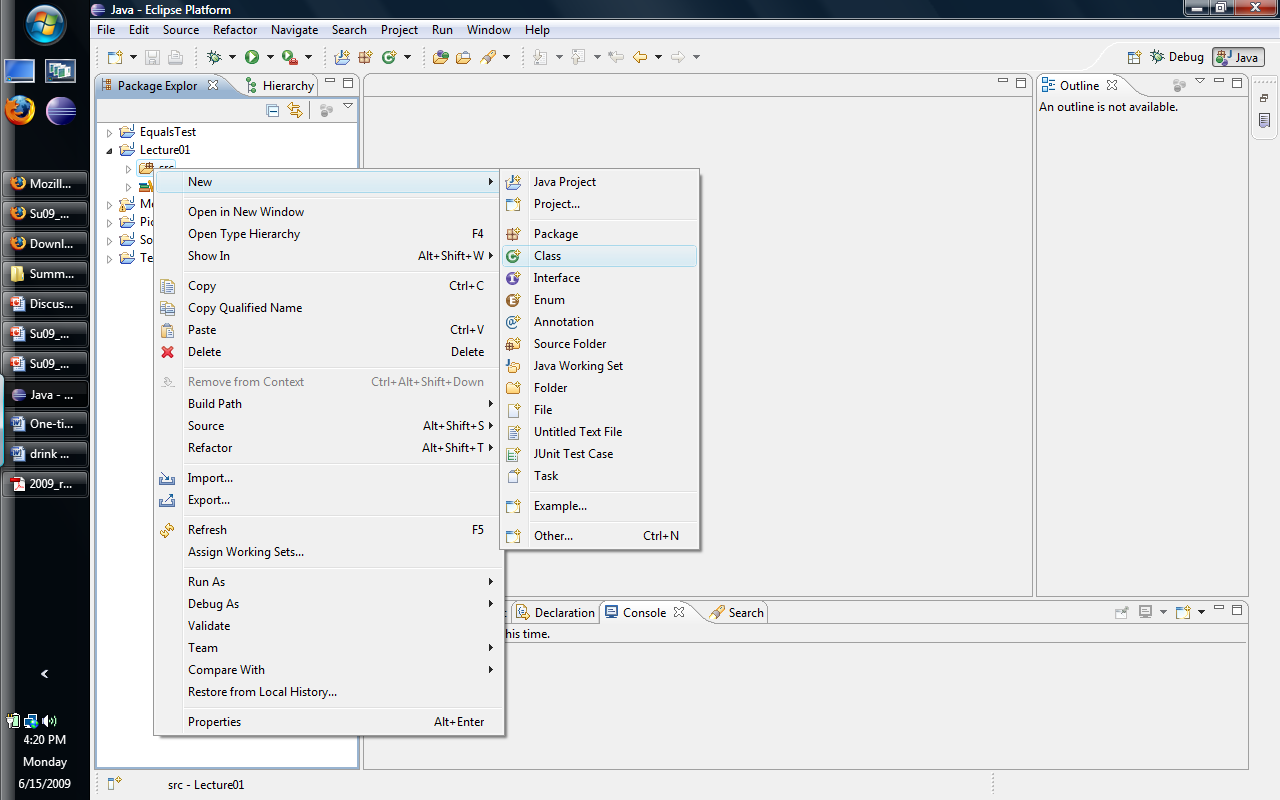 Java - Eclipse Platform
File Edit Source Refactor Navigate Search Project Run Window Help
Debug Java
Package Explor Hierarchy
Outline
An outline is not available.
EqualsTest
Lecture01
src
Mo
Pic
So
Te
New
Open in New Window
Open Type Hierarchy F4
Show In Alt+Shift+W
Copy Ctrl+C
Copy Qualified Name
Paste Ctrl+V
Delete Delete
Remove from Context Ctrl+Alt+Shift+Down
Build Path
Source Alt+Shift+S
Refactor Alt+Shift+T
Import...
Export...
Refresh F5
Assign Working Sets...
Run As
Debug As
Validate
Team
Compare With
Restore from Local History...
Properties Alt+Enter
Java Project
Project...
Package
Class
Interface
Enum
Annotation
Source Folder
Java Working Set
Folder
File
Untitled Text File
JUnit Test Case
Task
Example...
Other... Ctrl+N
Declaration Console Search
his time.
src - Lecture01
Mozill...
Su09_...
Downl...
Summ...
Discus...
Su09_...
Su09_...
Java - ...
One-ti...
drink ...
2009_r...
4:20 PM
Monday
6/15/2009